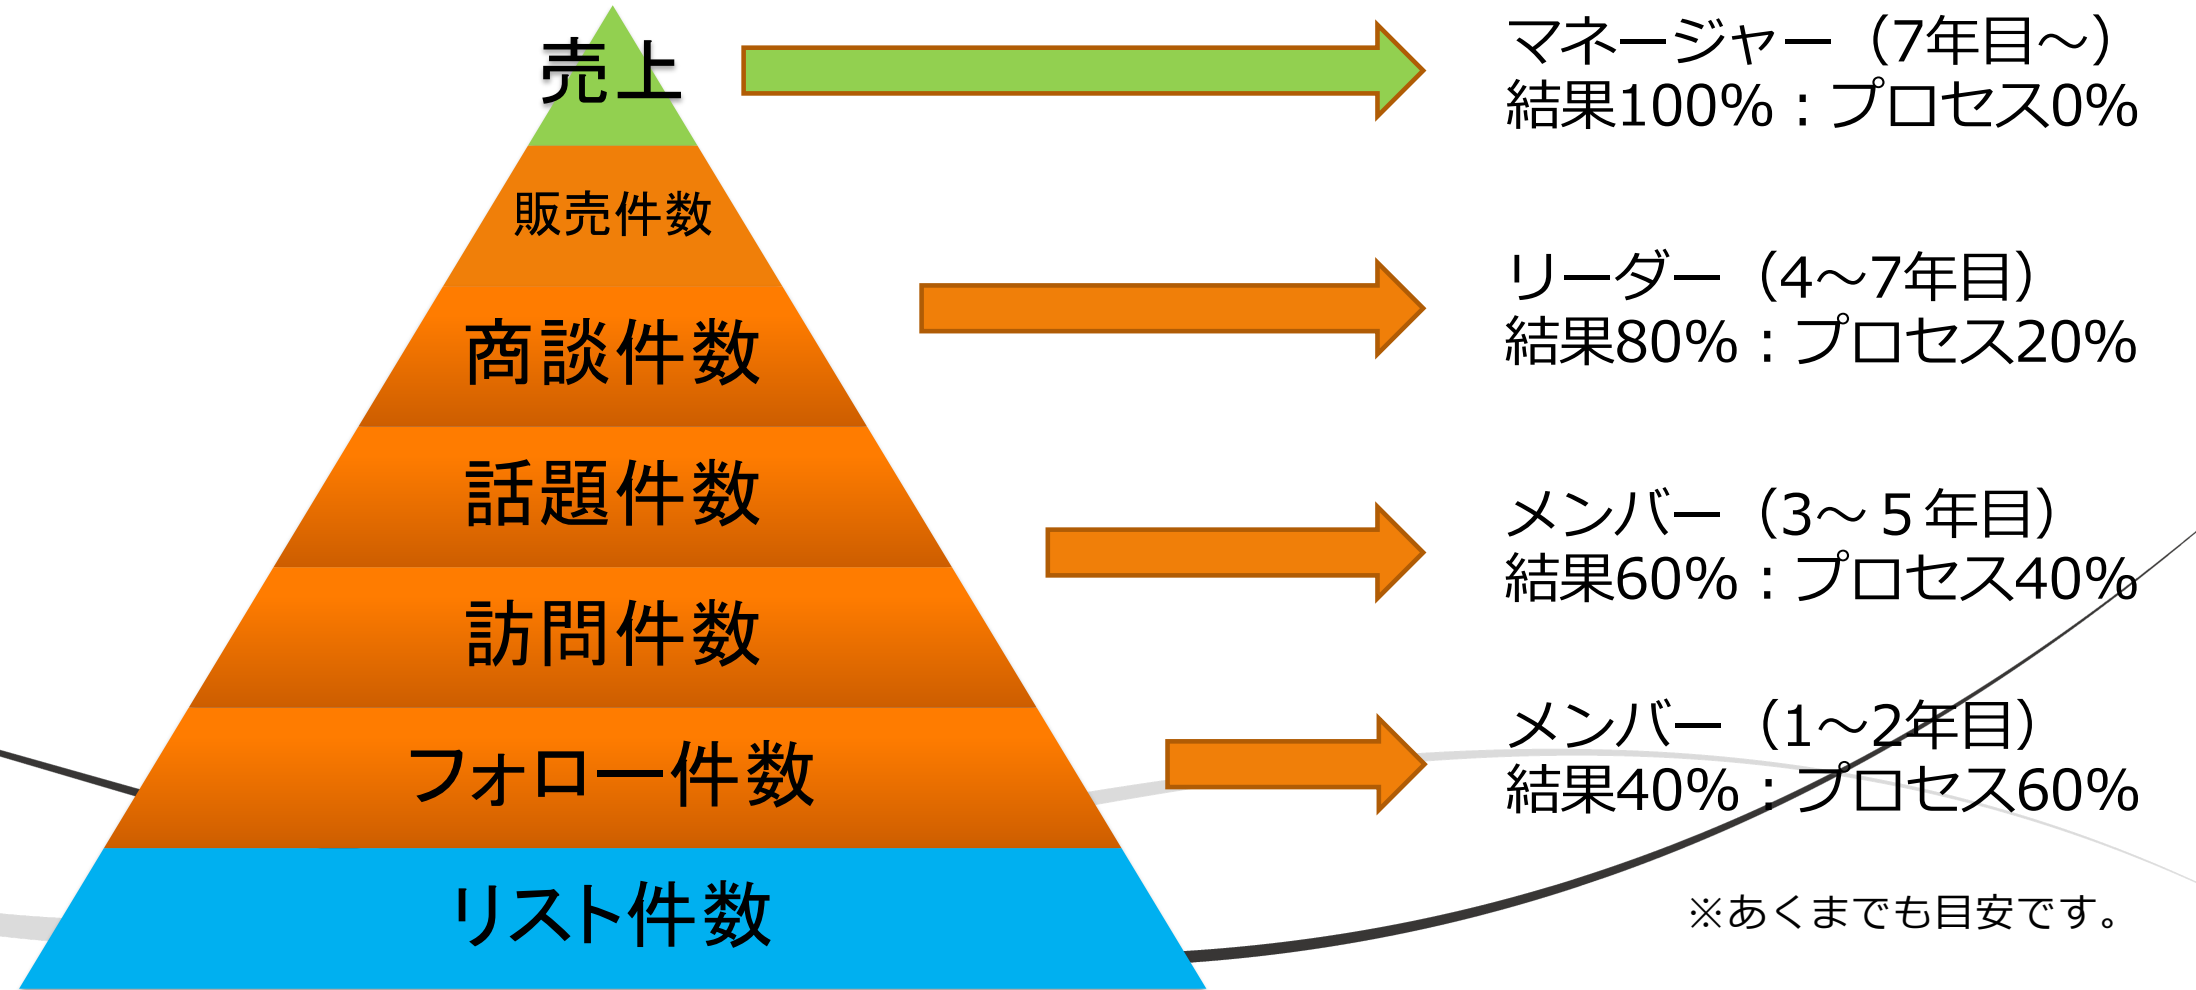 売上
マネージャー（7年目～）
結果100%：プロセス0%
販売件数
リーダー（4～7年目）
結果80%：プロセス20%
商談件数
話題件数
メンバー（3～５年目）
結果60%：プロセス40%
訪問件数
メンバー（1～2年目）
結果40%：プロセス60%
フォロー件数
リスト件数
※あくまでも目安です。